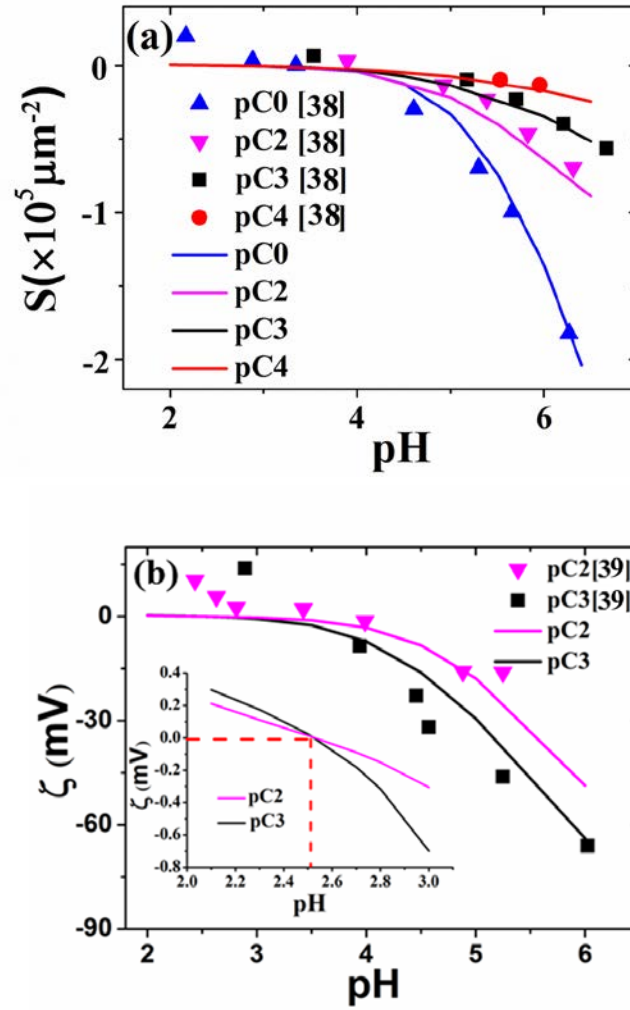 (a)
0
-1
-2
S(×10⁵ μm⁻²)
pC0 [38]
pC2 [38]
pC3 [38]
pC4 [38]
pC0
pC2
pC3
pC4
2
4
6
pH
(b)
0
-30
-60
-90
ζ (mV)
pC2[39]
pC3[39]
pC2
pC3
0.4
0.2
0.0
-0.2
-0.4
-0.6
-0.8
ζ (mV)
pC2
pC3
2.0
2.2
2.4
2.6
2.8
3.0
pH
2
3
4
5
6
pH